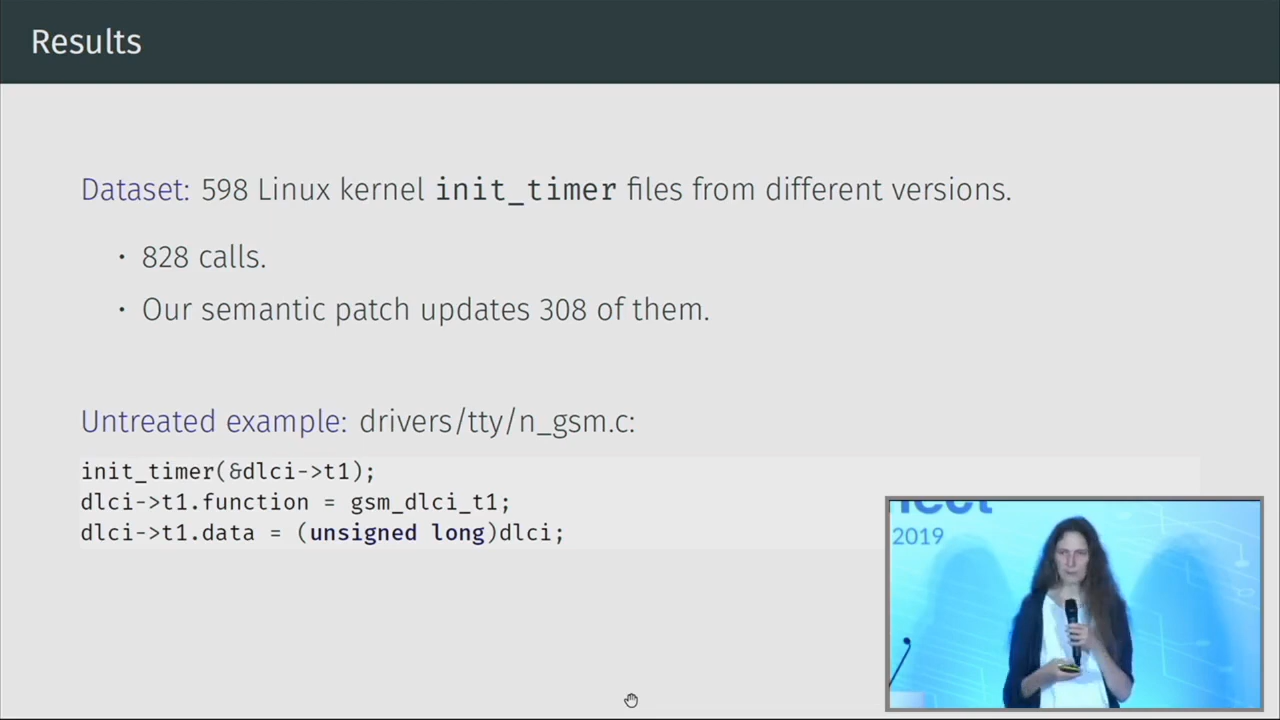 Results
Dataset: 598 Linux kernel init_timer files from different versions.
• 828 calls.
• Our semantic patch updates 308 of them.
Untreated example: drivers/tty/n_gsm.c:
init_timer(&dlci->t1);
dlci->t1.function = gsm_dlci_t1;
dlci->t1.data = (unsigned long)dlci;
2019